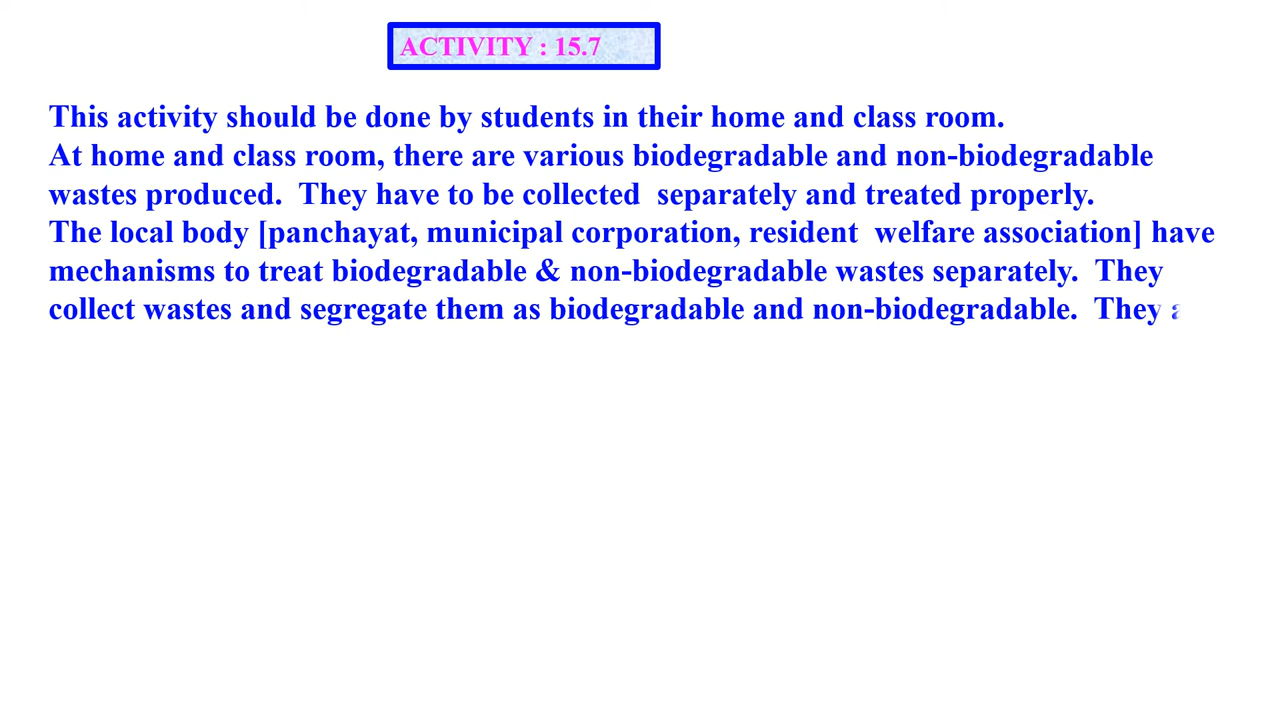 ACTIVITY : 15.7
This activity should be done by students in their home and class room.
At home and class room, there are various biodegradable and non-biodegradable
wastes produced.  They have to be collected  separately and treated properly.
The local body [panchayat, municipal corporation, resident  welfare association] have
mechanisms to treat biodegradable & non-biodegradable wastes separately.  They
collect wastes and segregate them as biodegradable and non-biodegradable.  They